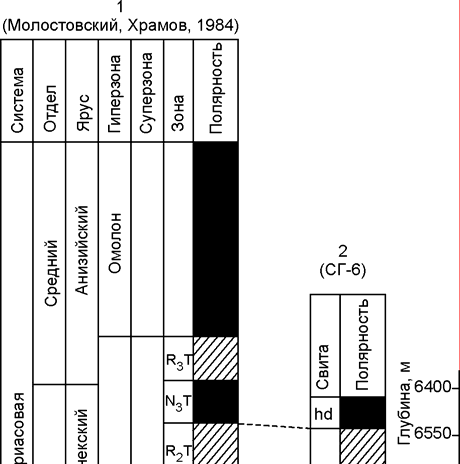 1
(Молостовский, Храмов, 1984)
Система
Отдел
Ярус
Гиперзона
Суперзона
Зона
Полярность
Средний
Анизийский
Омолон
R3T
N3T
R2T
2
(СГ-6)
Свита
Полярность
Глубина, м
hd
6400
6550